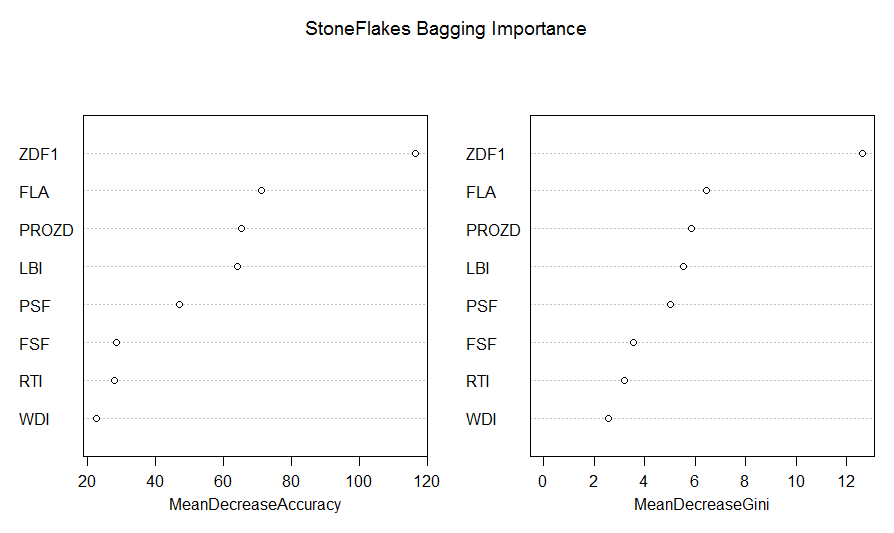 StoneFlakes Bagging Importance
ZDF1
FLA
PROZD
LBI
PSF
FSF
RTI
WDI
20 40 60 80 100 120
MeanDecreaseAccuracy
ZDF1
FLA
PROZD
LBI
PSF
FSF
RTI
WDI
0 2 4 6 8 10 12
MeanDecreaseGini